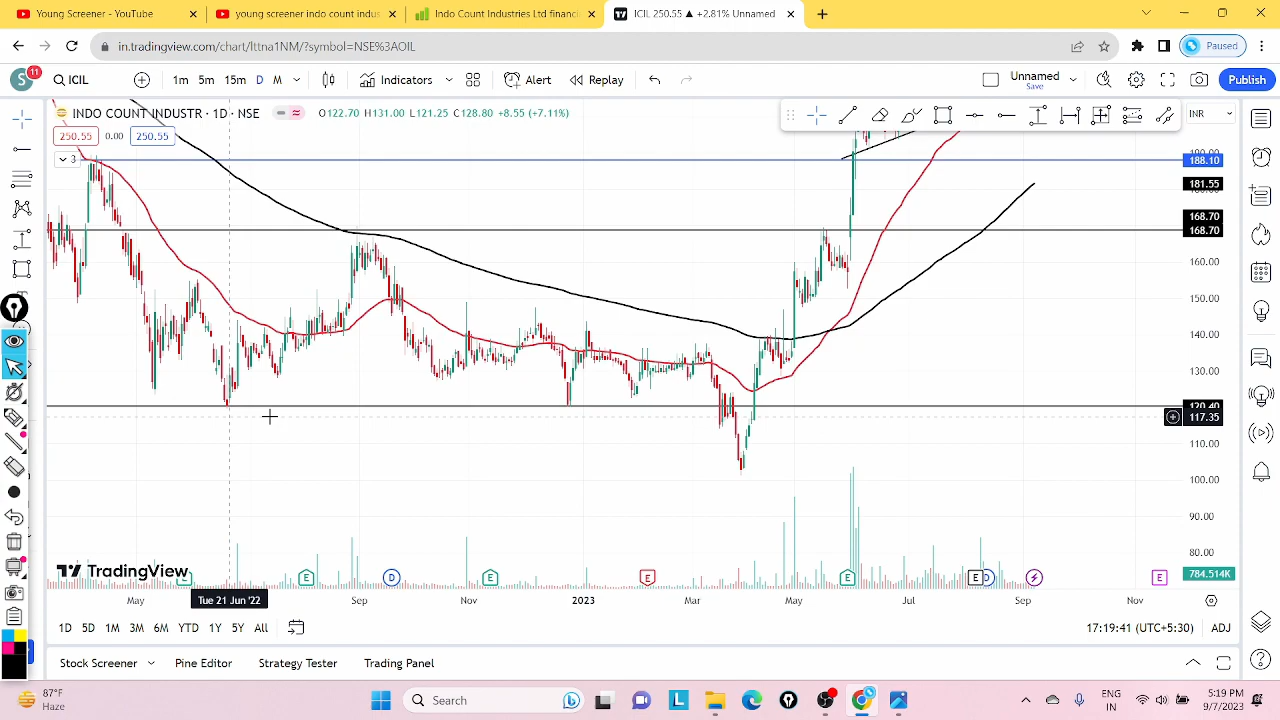 Young Screener - YouTube
young screener indo count indus
Indo Count Industries Ltd financi
ICIL 250.55 ▲ +2.81% Unnamed
in.tradingview.com/chart/lttna1NM/?symbol=NSE%3AOIL
Paused
S 11 ICIL 1m 5m 15m D M Indicators Alert Replay Unnamed Save Publish
INDO COUNT INDUSTR · 1D · NSE O122.70 H131.00 L121.25 C128.80 +8.55 (+7.11%) INR
250.55 0.00 250.55
3
188.10
181.55
168.70
168.70
160.00
150.00
140.00
130.00
120.40
117.35
110.00
100.00
90.00
80.00
784.514K
TradingView
E E D E E E E D E
May Tue 21 Jun '22 Sep Nov 2023 Mar May Jul Sep Nov
1D 5D 1M 3M 6M YTD 1Y 5Y All 17:19:41 (UTC+5:30) ADJ
Stock Screener Pine Editor Strategy Tester Trading Panel
87°F
Haze
Search
ENG
IN
5:19 PM
9/7/2023